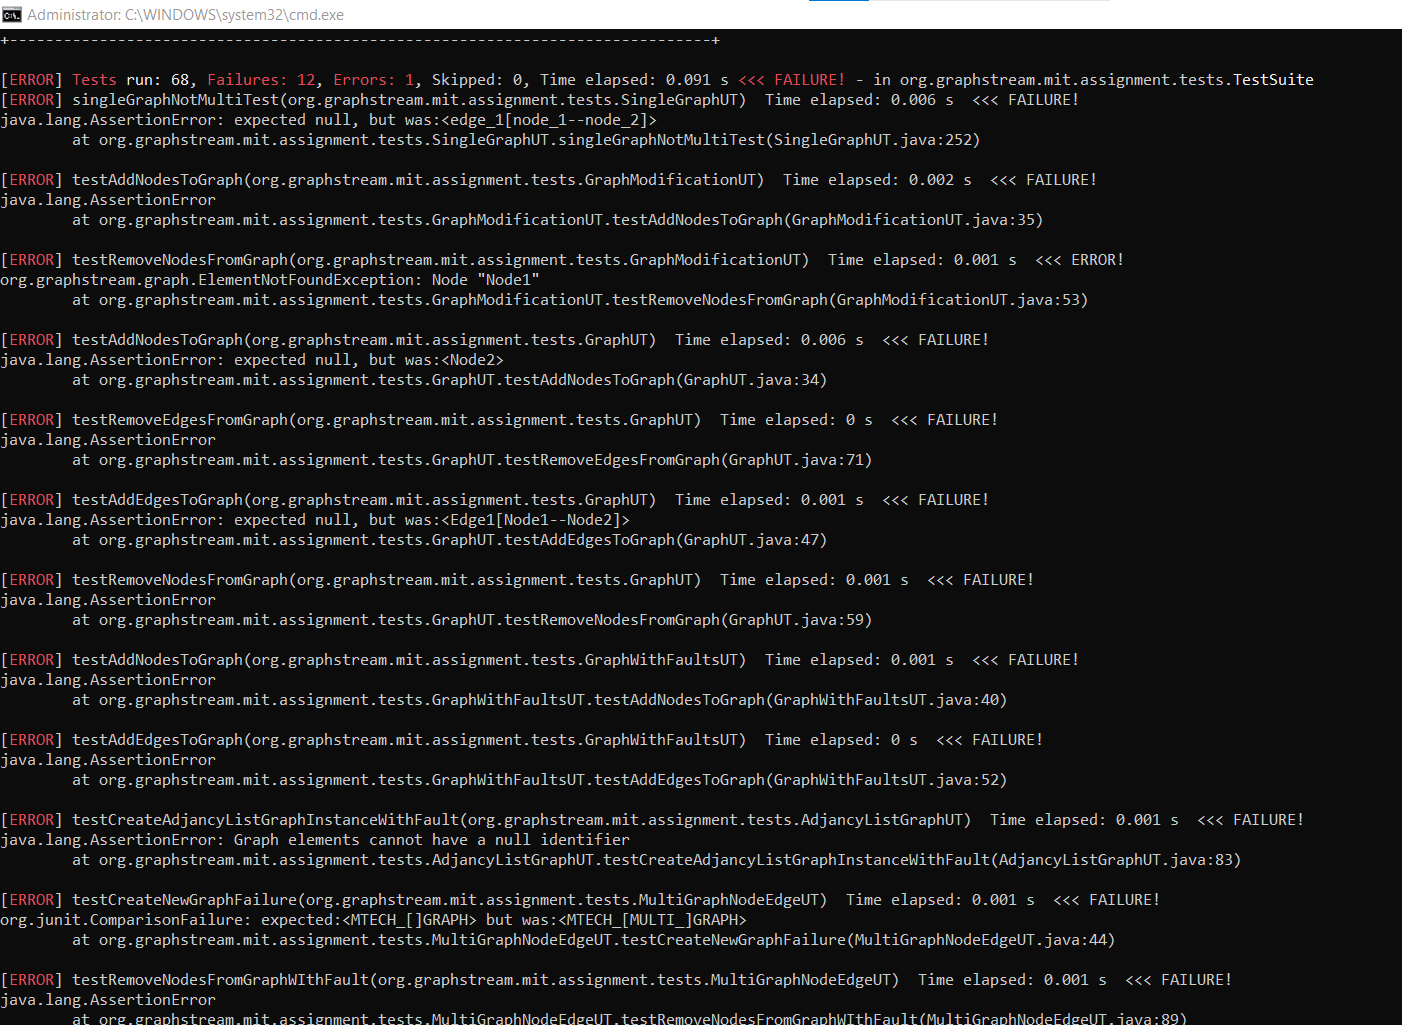 Administrator: C:\WINDOWS\system32\cmd.exe
+------------------------------------------------------------------------------+
[ERROR] Tests run: 68, Failures: 12, Errors: 1, Skipped: 0, Time elapsed: 0.091 s <<< FAILURE! - in org.graphstream.mit.assignment.tests.TestSuite
[ERROR] singleGraphNotMultiTest(org.graphstream.mit.assignment.tests.SingleGraphUT)  Time elapsed: 0.006 s  <<< FAILURE!
java.lang.AssertionError: expected null, but was:<edge_1[node_1--node_2]>
        at org.graphstream.mit.assignment.tests.SingleGraphUT.singleGraphNotMultiTest(SingleGraphUT.java:252)
[ERROR] testAddNodesToGraph(org.graphstream.mit.assignment.tests.GraphModificationUT)  Time elapsed: 0.002 s  <<< FAILURE!
java.lang.AssertionError
        at org.graphstream.mit.assignment.tests.GraphModificationUT.testAddNodesToGraph(GraphModificationUT.java:35)
[ERROR] testRemoveNodesFromGraph(org.graphstream.mit.assignment.tests.GraphModificationUT)  Time elapsed: 0.001 s  <<< ERROR!
org.graphstream.graph.ElementNotFoundException: Node "Node1"
        at org.graphstream.mit.assignment.tests.GraphModificationUT.testRemoveNodesFromGraph(GraphModificationUT.java:53)
[ERROR] testAddNodesToGraph(org.graphstream.mit.assignment.tests.GraphUT)  Time elapsed: 0.006 s  <<< FAILURE!
java.lang.AssertionError: expected null, but was:<Node2>
        at org.graphstream.mit.assignment.tests.GraphUT.testAddNodesToGraph(GraphUT.java:34)
[ERROR] testRemoveEdgesFromGraph(org.graphstream.mit.assignment.tests.GraphUT)  Time elapsed: 0 s  <<< FAILURE!
java.lang.AssertionError
        at org.graphstream.mit.assignment.tests.GraphUT.testRemoveEdgesFromGraph(GraphUT.java:71)
[ERROR] testAddEdgesToGraph(org.graphstream.mit.assignment.tests.GraphUT)  Time elapsed: 0.001 s  <<< FAILURE!
java.lang.AssertionError: expected null, but was:<Edge1[Node1--Node2]>
        at org.graphstream.mit.assignment.tests.GraphUT.testAddEdgesToGraph(GraphUT.java:47)
[ERROR] testRemoveNodesFromGraph(org.graphstream.mit.assignment.tests.GraphUT)  Time elapsed: 0.001 s  <<< FAILURE!
java.lang.AssertionError
        at org.graphstream.mit.assignment.tests.GraphUT.testRemoveNodesFromGraph(GraphUT.java:59)
[ERROR] testAddNodesToGraph(org.graphstream.mit.assignment.tests.GraphWithFaultsUT)  Time elapsed: 0.001 s  <<< FAILURE!
java.lang.AssertionError
        at org.graphstream.mit.assignment.tests.GraphWithFaultsUT.testAddNodesToGraph(GraphWithFaultsUT.java:40)
[ERROR] testAddEdgesToGraph(org.graphstream.mit.assignment.tests.GraphWithFaultsUT)  Time elapsed: 0 s  <<< FAILURE!
java.lang.AssertionError
        at org.graphstream.mit.assignment.tests.GraphWithFaultsUT.testAddEdgesToGraph(GraphWithFaultsUT.java:52)
[ERROR] testCreateAdjancyListGraphInstanceWithFault(org.graphstream.mit.assignment.tests.AdjancyListGraphUT)  Time elapsed: 0.001 s  <<< FAILURE!
java.lang.AssertionError: Graph elements cannot have a null identifier
        at org.graphstream.mit.assignment.tests.AdjancyListGraphUT.testCreateAdjancyListGraphInstanceWithFault(AdjancyListGraphUT.java:83)
[ERROR] testCreateNewGraphFailure(org.graphstream.mit.assignment.tests.MultiGraphNodeEdgeUT)  Time elapsed: 0.001 s  <<< FAILURE!
org.junit.ComparisonFailure: expected:<MTECH_[]GRAPH> but was:<MTECH_[MULTI_]GRAPH>
        at org.graphstream.mit.assignment.tests.MultiGraphNodeEdgeUT.testCreateNewGraphFailure(MultiGraphNodeEdgeUT.java:44)
[ERROR] testRemoveNodesFromGraphWIthFault(org.graphstream.mit.assignment.tests.MultiGraphNodeEdgeUT)  Time elapsed: 0.001 s  <<< FAILURE!
java.lang.AssertionError
        at org.graphstream.mit.assignment.tests.MultiGraphNodeEdgeUT.testRemoveNodesFromGraphWIthFault(MultiGraphNodeEdgeUT.java:89)